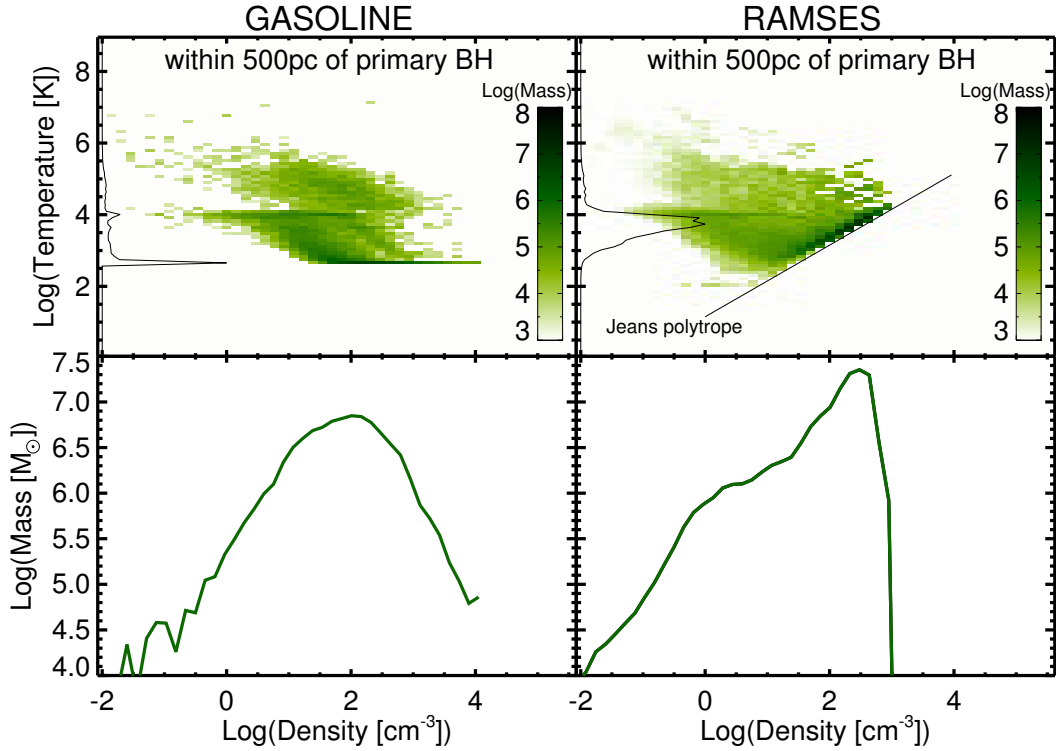 GASOLINE
RAMSES
within 500pc of primary BH
within 500pc of primary BH
Log(Mass)
Log(Mass)
8
7
6
5
4
3
8
7
6
5
4
3
8
6
4
2
Log(Temperature [K])
Jeans polytrope
7.5
7.0
6.5
6.0
5.5
5.0
4.5
4.0
Log(Mass [M☉])
-2
0
2
4
-2
0
2
4
Log(Density [cm⁻³])
Log(Density [cm⁻³])